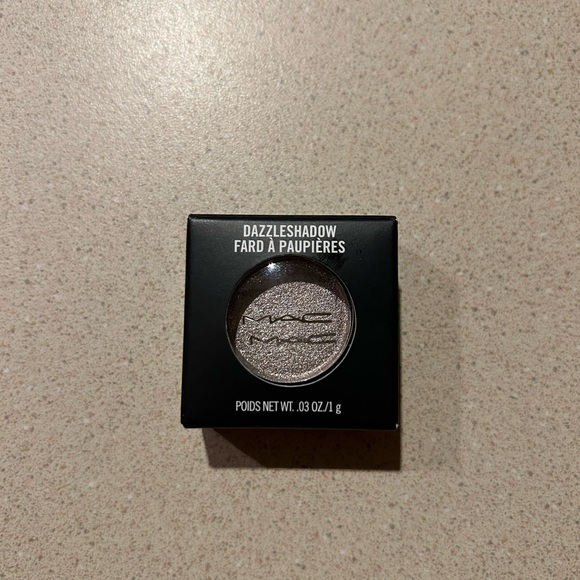 DAZZLESHADOW
FARD À PAUPIÈRES
MAC
MAC
POIDS NET WT. .03 OZ./1 g